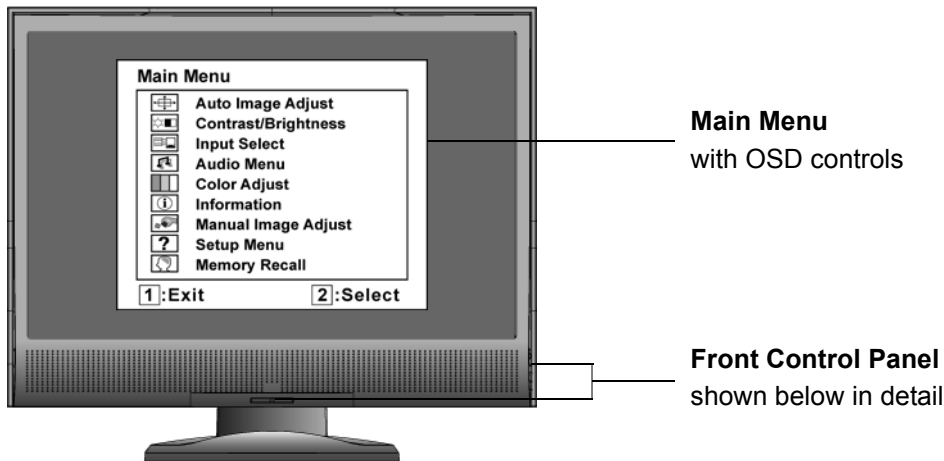 Main Menu
Auto Image Adjust
Contrast/Brightness
Input Select
Audio Menu
Color Adjust
Information
Manual Image Adjust
Setup Menu
Memory Recall
1:Exit 2:Select
Main Menu
with OSD controls
Front Control Panel
shown below in detail